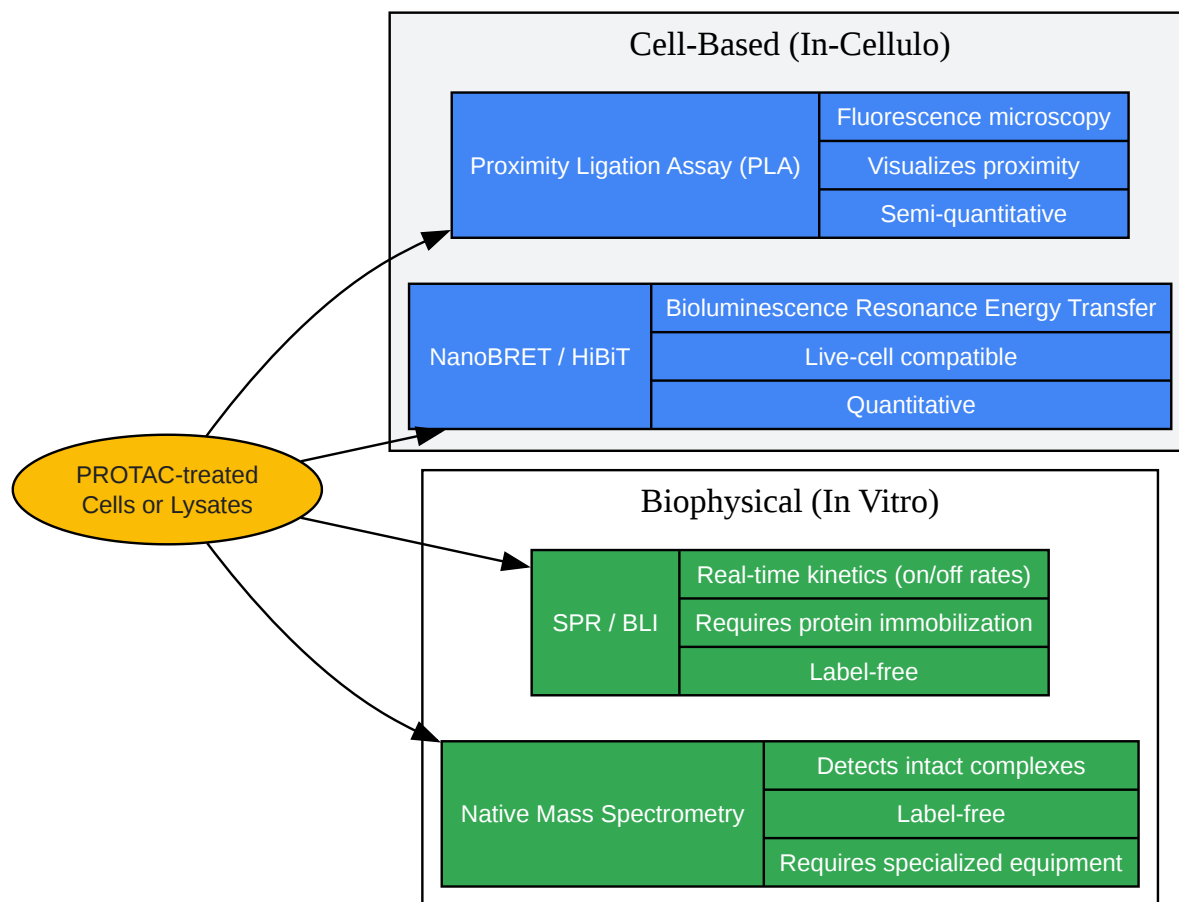 Cell-Based (In-Cellulo)
Proximity Ligation Assay (PLA)
Fluorescence microscopy
Visualizes proximity
Semi-quantitative
NanoBRET / HiBiT
Bioluminescence Resonance Energy Transfer
Live-cell compatible
Quantitative
PROTAC-treated
Cells or Lysates
Biophysical (In Vitro)
SPR / BLI
Real-time kinetics (on/off rates)
Requires protein immobilization
Label-free
Native Mass Spectrometry
Detects intact complexes
Label-free
Requires specialized equipment